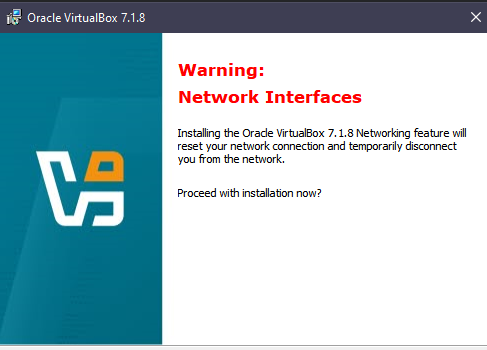 Oracle VirtualBox 7.1.8
Warning:
Network Interfaces
Installing the Oracle VirtualBox 7.1.8 Networking feature will
reset your network connection and temporarily disconnect
you from the network.
Proceed with installation now?